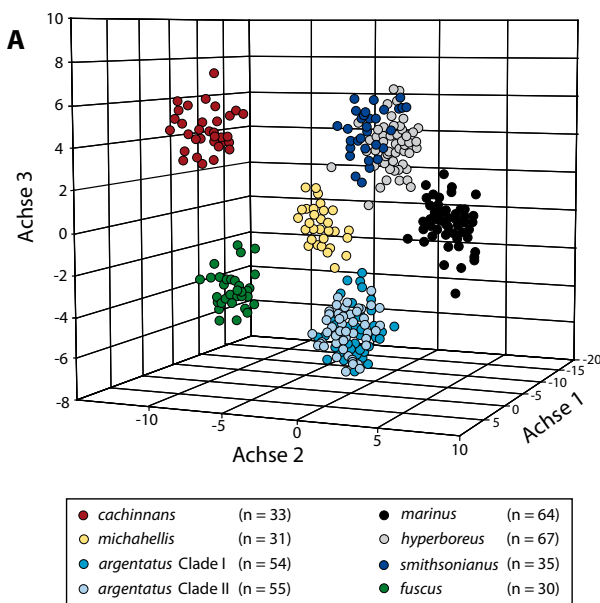 A
10
8
6
4
2
0
-2
-4
-6
-8
Achse 3
-10
-5
0
5
10
Achse 2
5
0
-5
-10
-15
-20
Achse 1
cachinnans (n = 33)
michahellis (n = 31)
argentatus Clade I (n = 54)
argentatus Clade II (n = 55)
marinus (n = 64)
hyperboreus (n = 67)
smithsonianus (n = 35)
fuscus (n = 30)